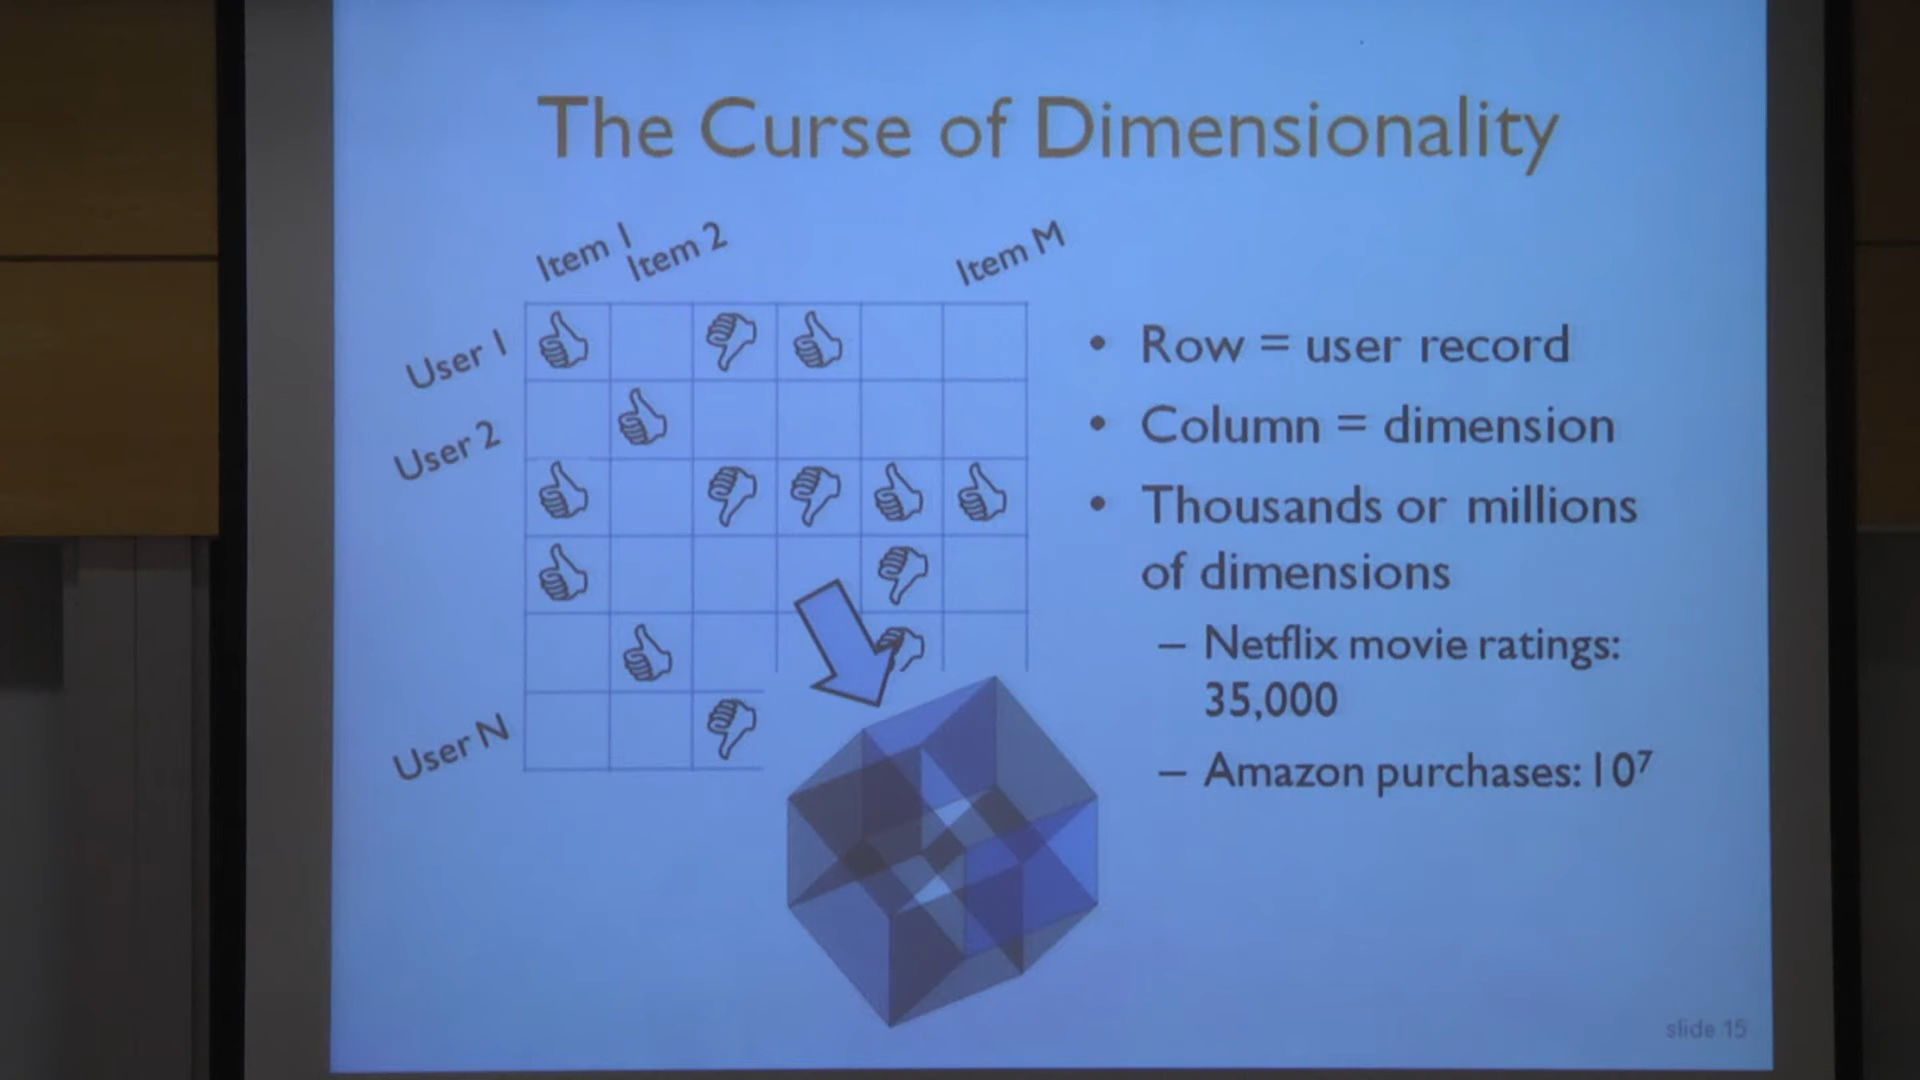 The Curse of Dimensionality
Item 1
Item 2
Item M
User 1
User 2
User N
• Row = user record
• Column = dimension
• Thousands or millions
of dimensions
– Netflix movie ratings:
35,000
– Amazon purchases: 10⁷
slide 15